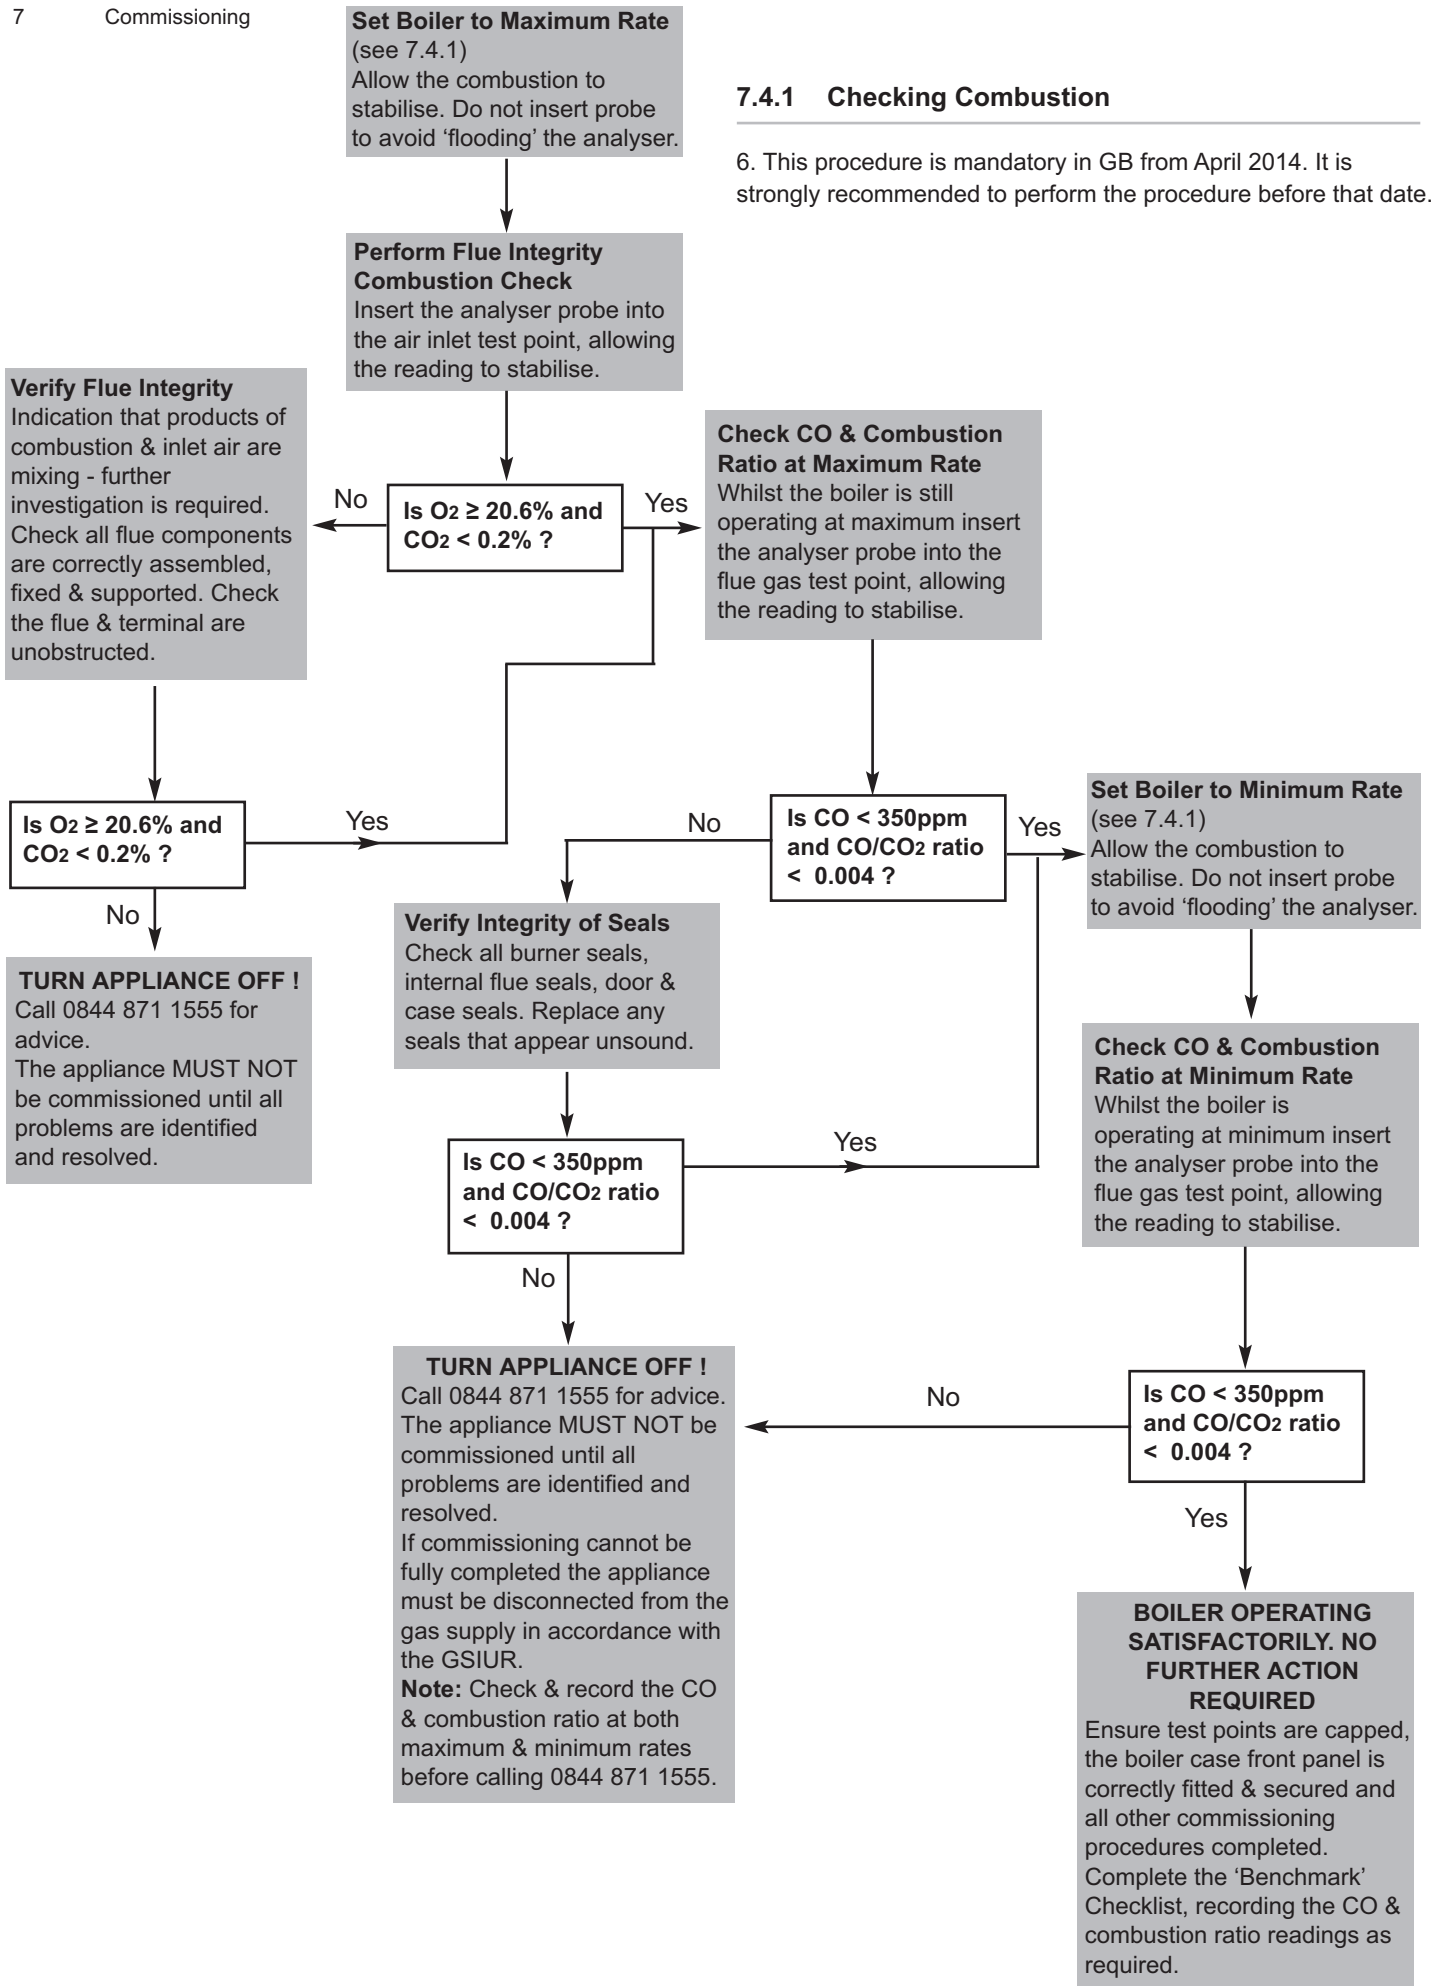 7 Commissioning
Set Boiler to Maximum Rate
(see 7.4.1)
Allow the combustion to
stabilise. Do not insert probe
to avoid ‘flooding’ the analyser.
7.4.1 Checking Combustion
6. This procedure is mandatory in GB from April 2014. It is
strongly recommended to perform the procedure before that date.
Perform Flue Integrity
Combustion Check
Insert the analyser probe into
the air inlet test point, allowing
the reading to stabilise.
Is O2 ≥ 20.6% and
CO2 < 0.2% ?
No
Yes
Verify Flue Integrity
Indication that products of
combustion & inlet air are
mixing - further
investigation is required.
Check all flue components
are correctly assembled,
fixed & supported. Check
the flue & terminal are
unobstructed.
Is O2 ≥ 20.6% and
CO2 < 0.2% ?
Yes
No
TURN APPLIANCE OFF !
Call 0844 871 1555 for
advice.
The appliance MUST NOT
be commissioned until all
problems are identified
and resolved.
Check CO & Combustion
Ratio at Maximum Rate
Whilst the boiler is still
operating at maximum insert
the analyser probe into the
flue gas test point, allowing
the reading to stabilise.
Is CO < 350ppm
and CO/CO2 ratio
< 0.004 ?
No
Yes
Verify Integrity of Seals
Check all burner seals,
internal flue seals, door &
case seals. Replace any
seals that appear unsound.
Is CO < 350ppm
and CO/CO2 ratio
< 0.004 ?
Yes
No
TURN APPLIANCE OFF !
Call 0844 871 1555 for advice.
The appliance MUST NOT be
commissioned until all
problems are identified and
resolved.
If commissioning cannot be
fully completed the appliance
must be disconnected from the
gas supply in accordance with
the GSIUR.
Note: Check & record the CO
& combustion ratio at both
maximum & minimum rates
before calling 0844 871 1555.
Set Boiler to Minimum Rate
(see 7.4.1)
Allow the combustion to
stabilise. Do not insert probe
to avoid ‘flooding’ the analyser.
Check CO & Combustion
Ratio at Minimum Rate
Whilst the boiler is
operating at minimum insert
the analyser probe into the
flue gas test point, allowing
the reading to stabilise.
Is CO < 350ppm
and CO/CO2 ratio
< 0.004 ?
No
Yes
BOILER OPERATING
SATISFACTORILY. NO
FURTHER ACTION
REQUIRED
Ensure test points are capped,
the boiler case front panel is
correctly fitted & secured and
all other commissioning
procedures completed.
Complete the ‘Benchmark’
Checklist, recording the CO &
combustion ratio readings as
required.